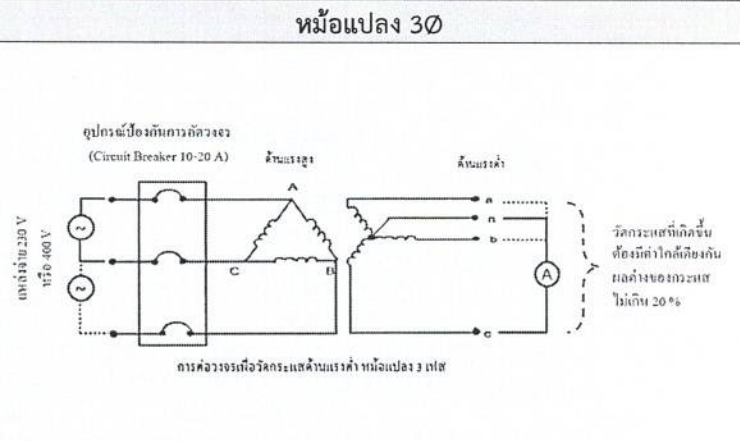 หม้อแปลง 3Ø
อุปกรณ์ป้องกันการลัดวงจร
(Circuit Breaker 10-20 A)
ด้านแรงสูง
ด้านแรงต่ำ
A
a
n
b
แหล่งจ่าย 230 V
หรือ 400 V
~
~
C
B
A
c
วัดกระแสที่เกิดขึ้น
ต้องมีค่าใกล้เคียงกัน
ผลต่างของกระแส
ไม่เกิน 20 %
การต่อวงจรเพื่อวัดกระแสด้านแรงต่ำ หม้อแปลง 3 เฟส